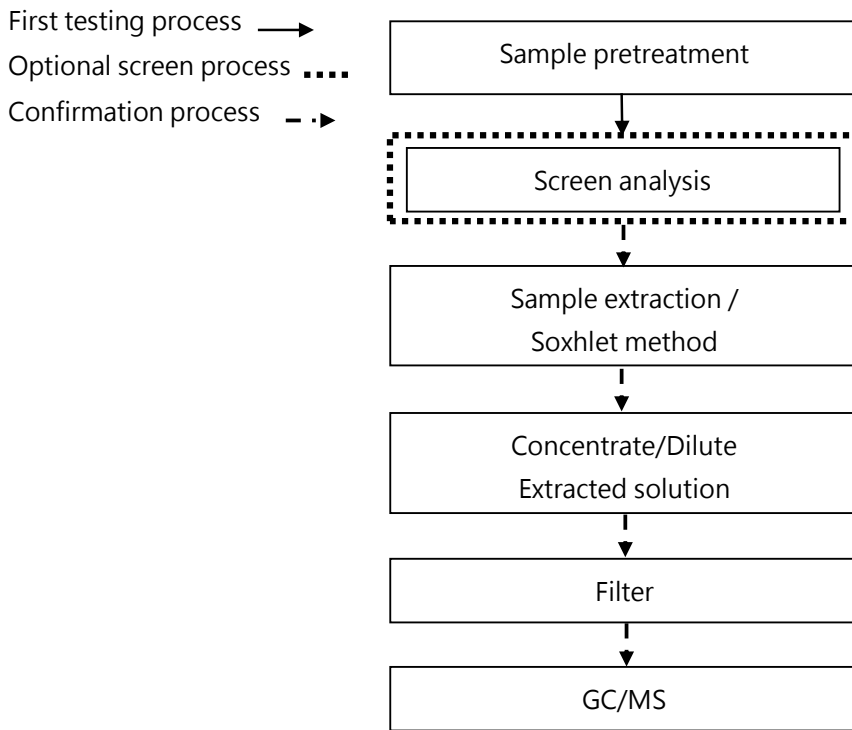 First testing process
Optional screen process
Confirmation process
Sample pretreatment
Screen analysis
Sample extraction /
Soxhlet method
Concentrate/Dilute
Extracted solution
Filter
GC/MS